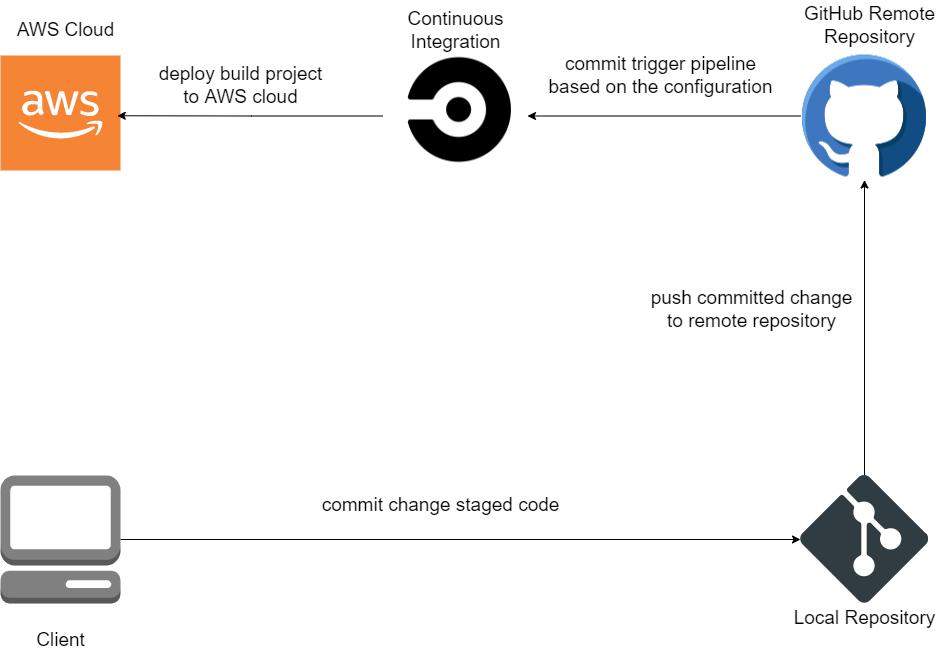 AWS Cloud
Continuous
Integration
GitHub Remote
Repository
deploy build project
to AWS cloud
commit trigger pipeline
based on the configuration
aws
push committed change
to remote repository
commit change staged code
Client
Local Repository